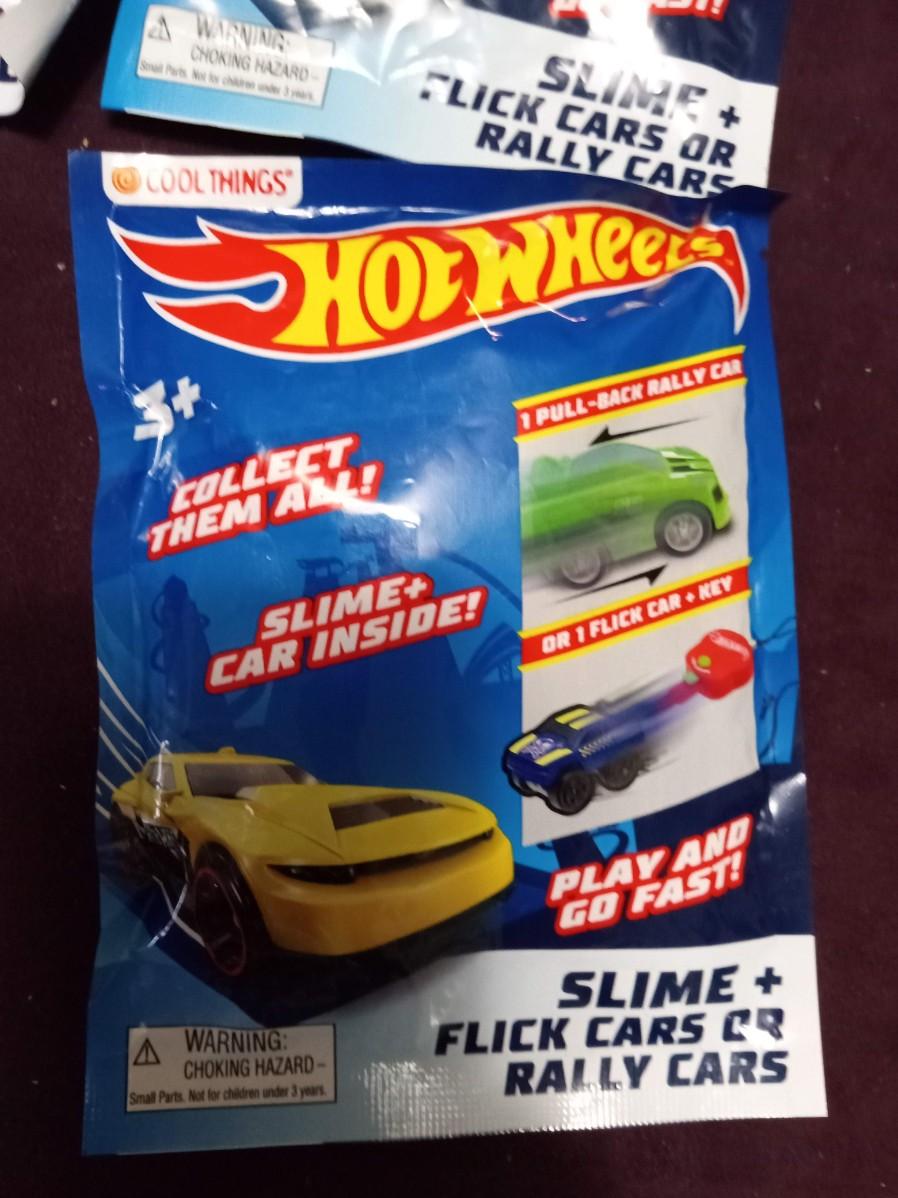 FAST!
WARNING:
CHOKING HAZARD –
Small Parts. Not for children under 3 years.
SLIME +
FLICK CARS OR
RALLY CARS
COOL THINGS®
HOT WHEELS
3+
COLLECT
THEM ALL!
SLIME+
CAR INSIDE!
1 PULL-BACK RALLY CAR
OR 1 FLICK CAR + KEY
PLAY AND
GO FAST!
SLIME +
FLICK CARS OR
RALLY CARS
WARNING:
CHOKING HAZARD –
Small Parts. Not for children under 3 years.